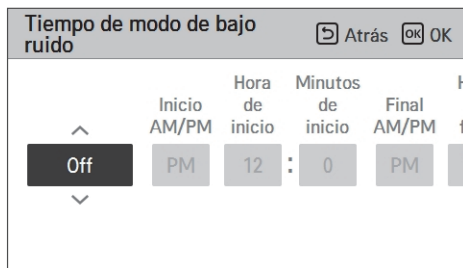 Tiempo de modo de bajo
ruido
Atrás OK OK
Hora Minutos H
Inicio de de Final
AM/PM inicio inicio AM/PM f
Off PM 12 : 0 PM